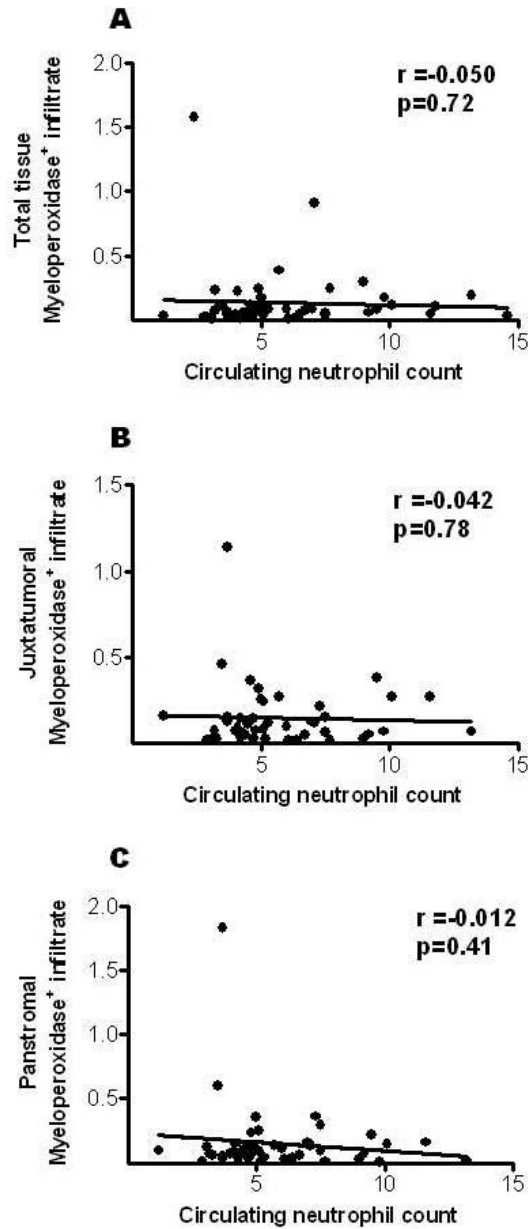 A
r =-0.050
p=0.72
2.0
1.5
1.0
0.5
Total tissue
Myeloperoxidase⁺ infiltrate
5
10
15
Circulating neutrophil count
B
r =-0.042
p=0.78
1.5
1.0
0.5
Juxtatumoral
Myeloperoxidase⁺ infiltrate
5
10
15
Circulating neutrophil count
C
r =-0.012
p=0.41
2.0
1.5
1.0
0.5
Panstromal
Myeloperoxidase⁺ infiltrate
5
10
15
Circulating neutrophil count